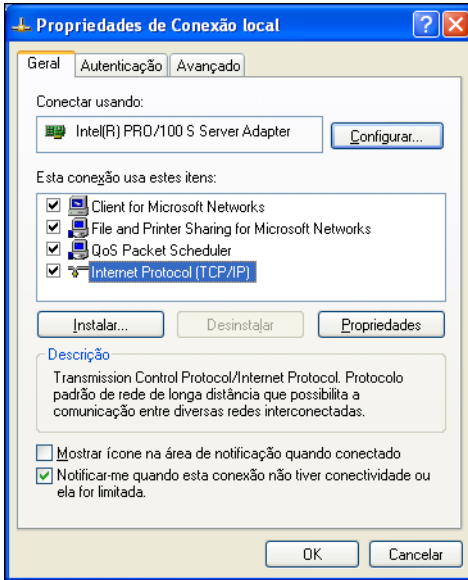 Propriedades de Conexão local
Geral Autenticação Avançado
Conectar usando:
Intel(R) PRO/100 S Server Adapter
Configurar...
Esta conexão usa estes itens:
Client for Microsoft Networks
File and Printer Sharing for Microsoft Networks
QoS Packet Scheduler
Internet Protocol (TCP/IP)
Instalar... Desinstalar Propriedades
Descrição
Transmission Control Protocol/Internet Protocol. Protocolo
padrão de rede de longa distância que possibilita a
comunicação entre diversas redes interconectadas.
Mostrar ícone na área de notificação quando conectado
Notificar-me quando esta conexão não tiver conectividade ou
ela for limitada.
OK Cancelar